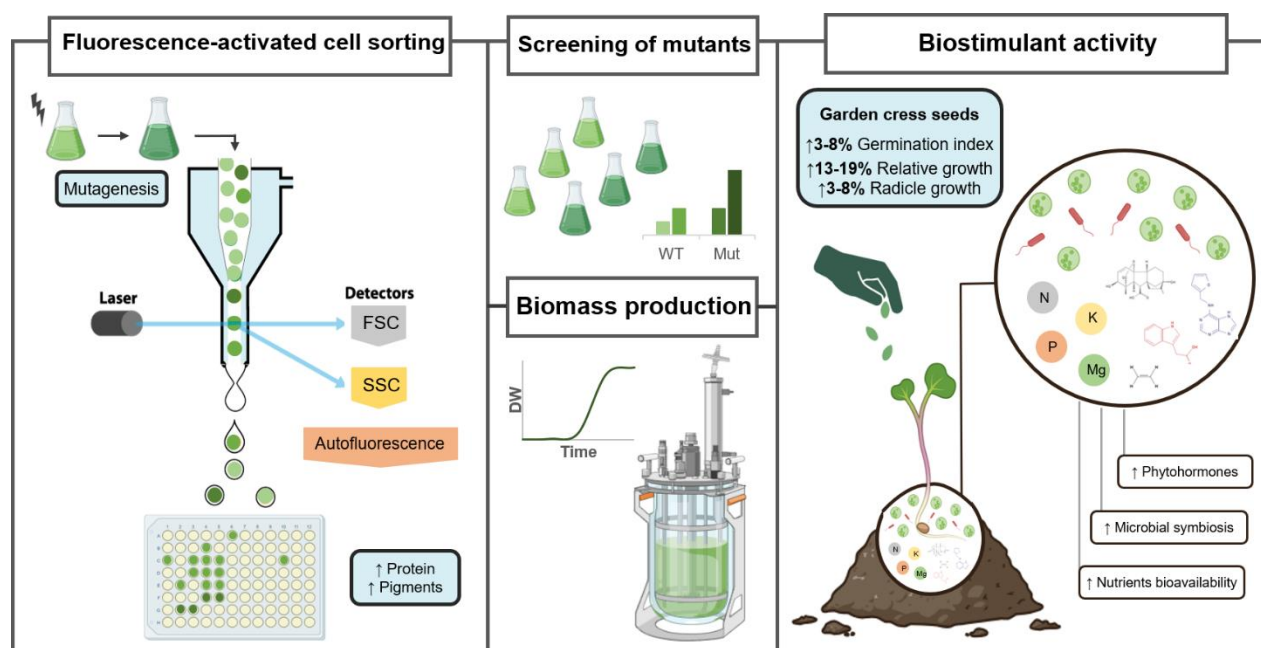 Fluorescence-activated cell sorting
Mutagenesis
Laser
Detectors
FSC
SSC
Autofluorescence
↑ Protein
↑ Pigments
Screening of mutants
WT
Mut
Biomass production
DW
Time
Biostimulant activity
Garden cress seeds
↑3-8% Germination index
↑13-19% Relative growth
↑3-8% Radicle growth
N
K
P
Mg
↑ Phytohormones
↑ Microbial symbiosis
↑ Nutrients bioavailability
N
K
P
Mg